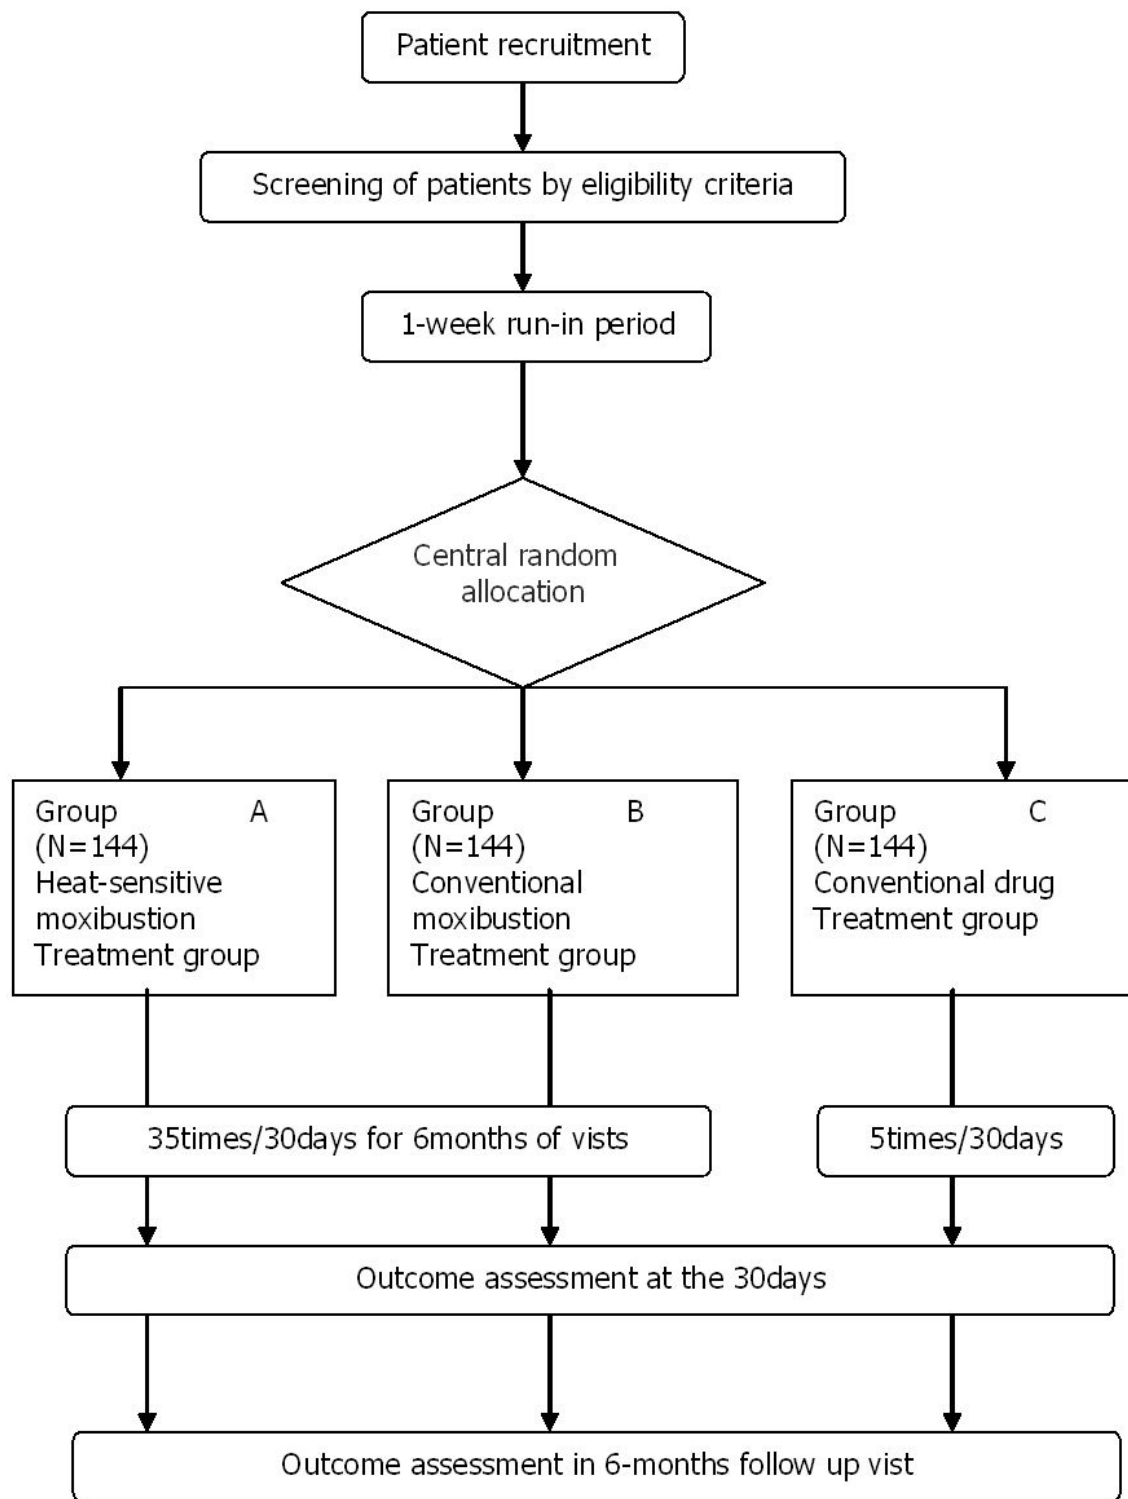 Patient recruitment
Screening of patients by eligibility criteria
1-week run-in period
Central random
allocation
Group A
(N=144)
Heat-sensitive
moxibustion
Treatment group
Group B
(N=144)
Conventional
moxibustion
Treatment group
Group C
(N=144)
Conventional drug
Treatment group
35times/30days for 6months of vists
5times/30days
Outcome assessment at the 30days
Outcome assessment in 6-months follow up vist